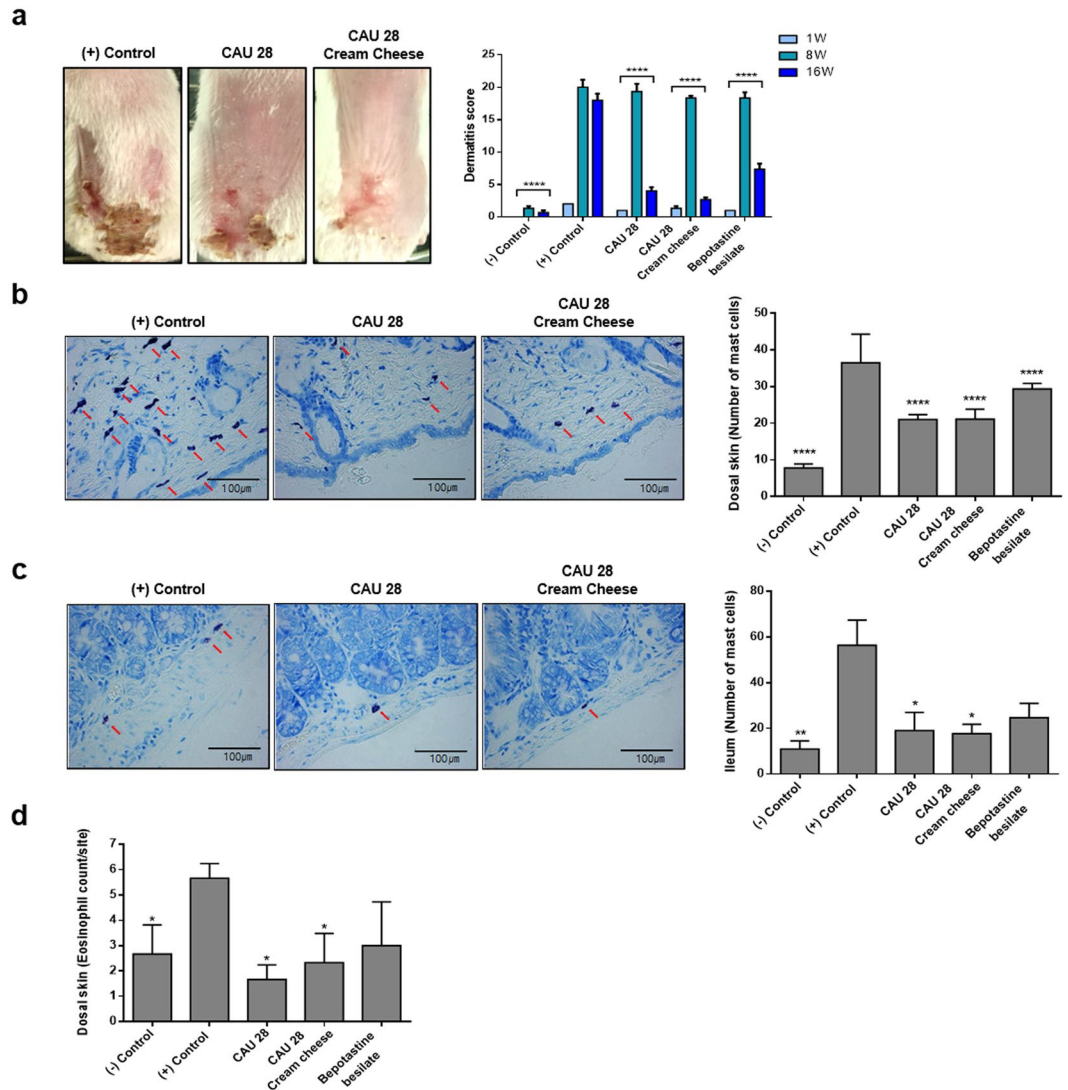 a
(+) Control
CAU 28
CAU 28
Cream Cheese
1W
8W
16W
Dermatitis score
25
20
15
10
5
0
****
****
****
****
(-) Control
(+) Control
CAU 28
CAU 28
Cream cheese
Bepotastine
besilate
b
(+) Control
CAU 28
CAU 28
Cream Cheese
100μm
100μm
100μm
Dosal skin (Number of mast cells)
50
40
30
20
10
0
****
****
****
****
(-) Control
(+) Control
CAU 28
CAU 28
Cream cheese
Bepotastine
besilate
c
(+) Control
CAU 28
CAU 28
Cream Cheese
100μm
100μm
100μm
Ileum (Number of mast cells)
80
60
40
20
0
**
*
*
(-) Control
(+) Control
CAU 28
CAU 28
Cream cheese
Bepotastine
besilate
d
Dosal skin (Eosinophil count/site)
7
6
5
4
3
2
1
0
*
*
*
(-) Control
(+) Control
CAU 28
CAU 28
Cream cheese
Bepotastine
besilate